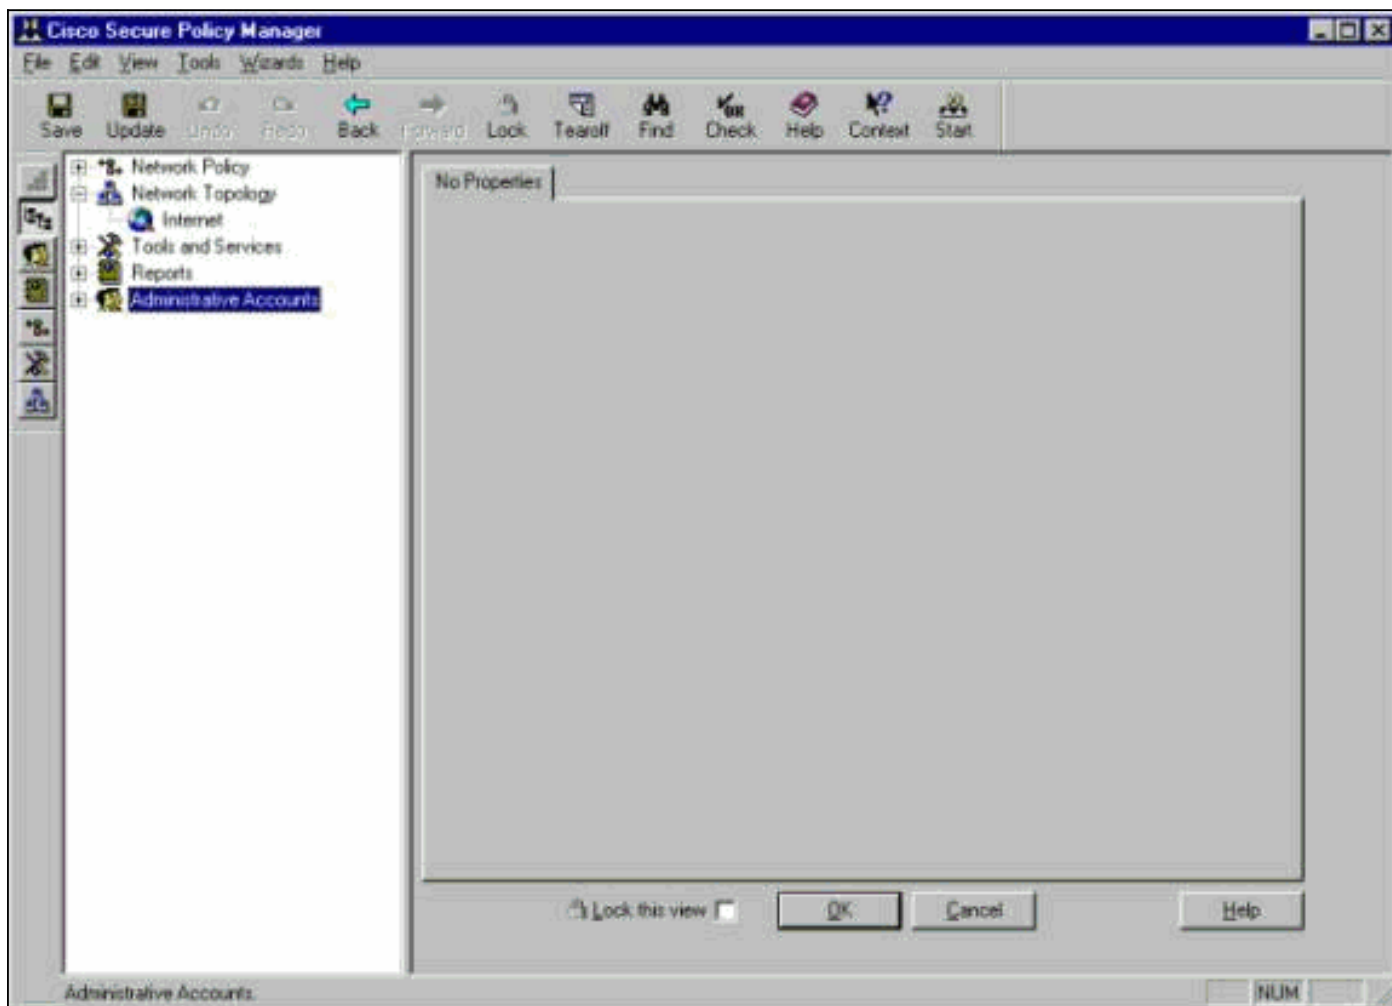 Cisco Secure Policy Manager
File Edit View Tools Wizards Help
Save Update Undo Redo Back Forward Lock Tearoff Find Check Help Context Start
Network Policy
Network Topology
Internet
Tools and Services
Reports
Administrative Accounts
No Properties
Lock this view
OK Cancel Help
Administrative Accounts
NUM